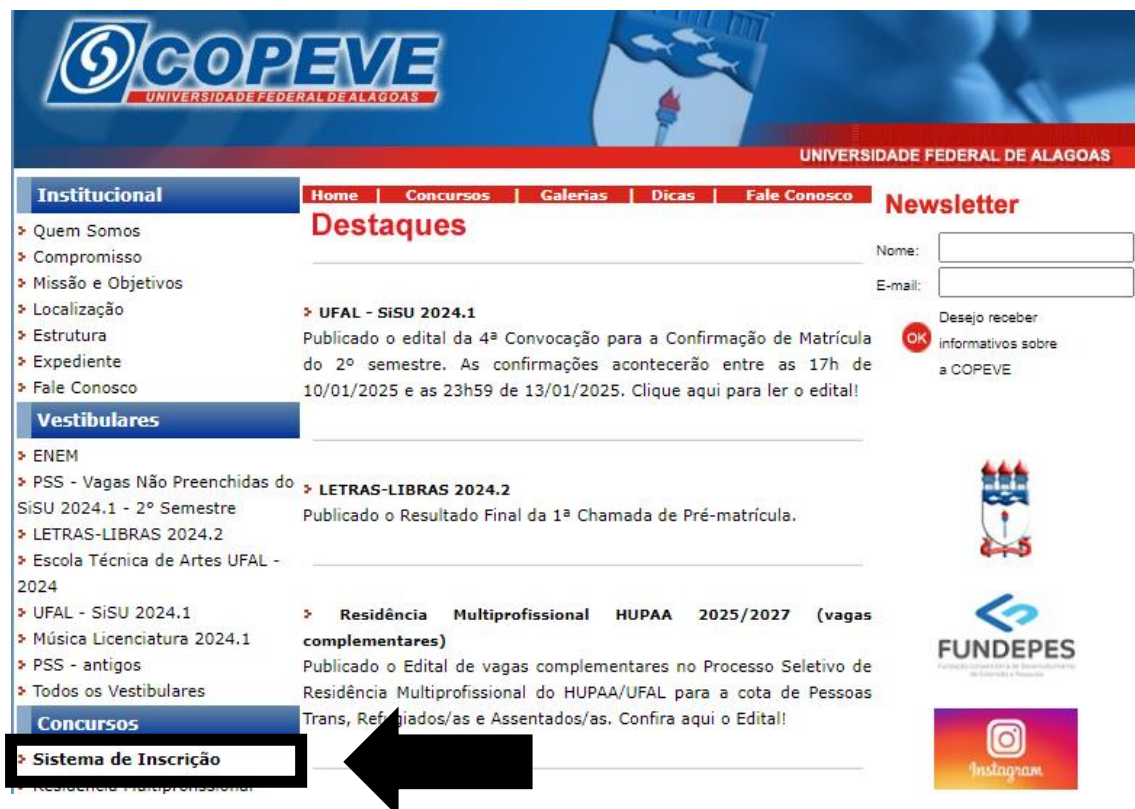 COPEVE
UNIVERSIDADE FEDERAL DE ALAGOAS
UNIVERSIDADE FEDERAL DE ALAGOAS
Institucional
Quem Somos
Compromisso
Missão e Objetivos
Localização
Estrutura
Expediente
Fale Conosco
Vestibulares
ENEM
PSS - Vagas Não Preenchidas do
SiSU 2024.1 - 2º Semestre
LETRAS-LIBRAS 2024.2
Escola Técnica de Artes UFAL -
2024
UFAL - SiSU 2024.1
Música Licenciatura 2024.1
PSS - antigos
Todos os Vestibulares
Concursos
Sistema de Inscrição
Residência Multiprofissional
Home | Concursos | Galerias | Dicas | Fale Conosco
Destaques
UFAL - SiSU 2024.1
Publicado o edital da 4ª Convocação para a Confirmação de Matrícula
do 2º semestre. As confirmações acontecerão entre as 17h de
10/01/2025 e as 23h59 de 13/01/2025. Clique aqui para ler o edital!
LETRAS-LIBRAS 2024.2
Publicado o Resultado Final da 1ª Chamada de Pré-matrícula.
Residência Multiprofissional HUPAA 2025/2027 (vagas
complementares)
Publicado o Edital de vagas complementares no Processo Seletivo de
Residência Multiprofissional do HUPAA/UFAL para a cota de Pessoas
Trans, Refugiados/as e Assentados/as. Confira aqui o Edital!
Newsletter
Nome:
E-mail:
OK
Desejo receber
informativos sobre
a COPEVE
FUNDEPES
Instagram